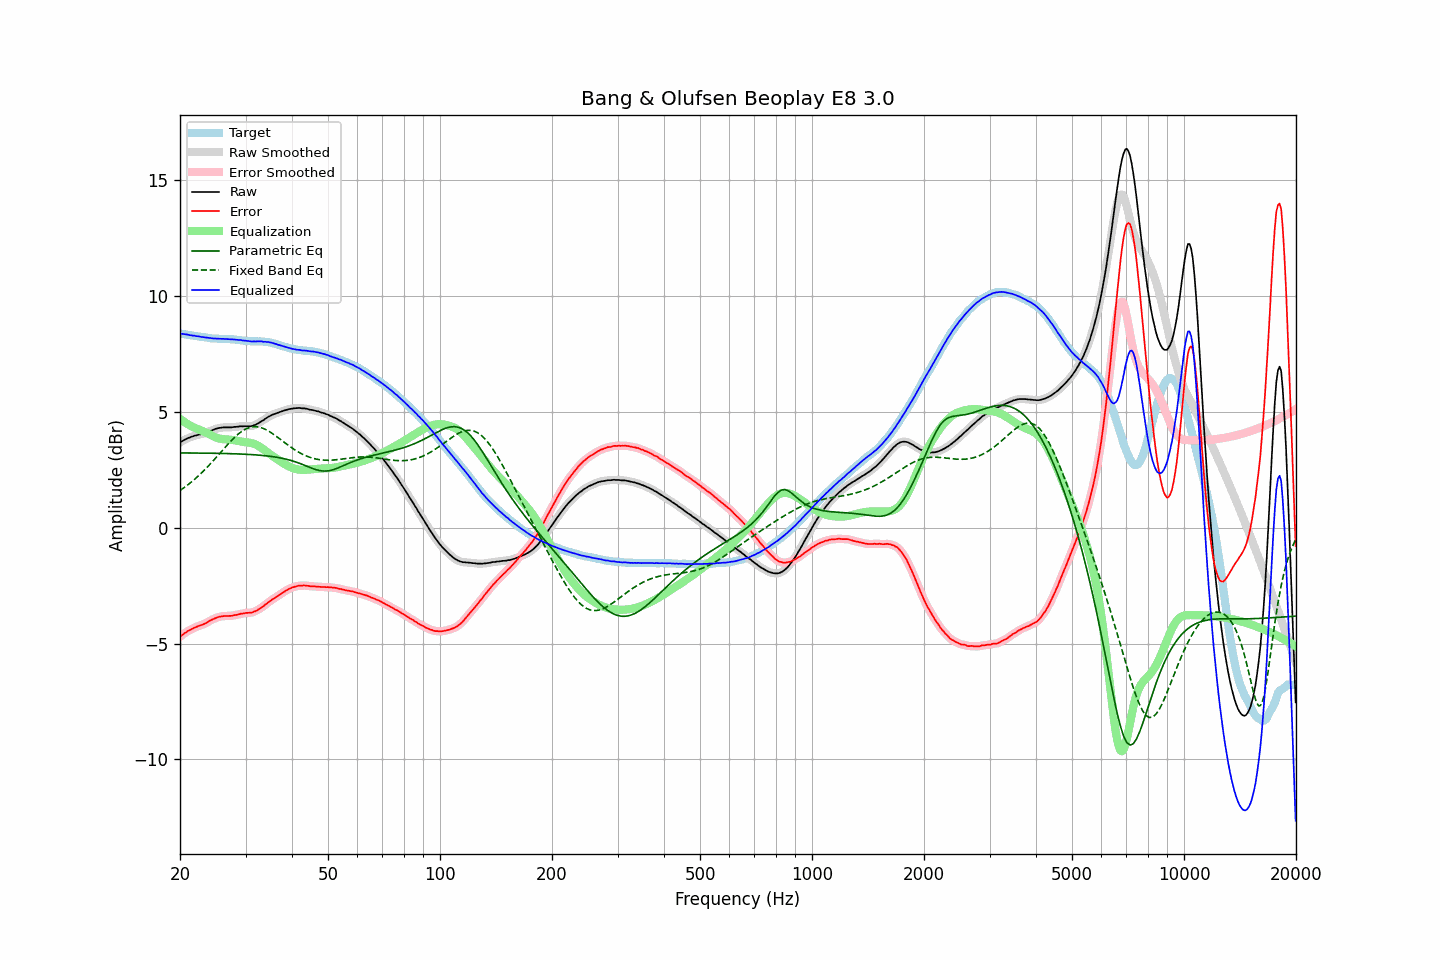 Bang & Olufsen Beoplay E8 3.0
Target
Raw Smoothed
Error Smoothed
Raw
Error
Equalization
Parametric Eq
Fixed Band Eq
Equalized
Amplitude (dBr)
15
10
5
0
−5
−10
20 50 100 200 500 1000 2000 5000 10000 20000
Frequency (Hz)